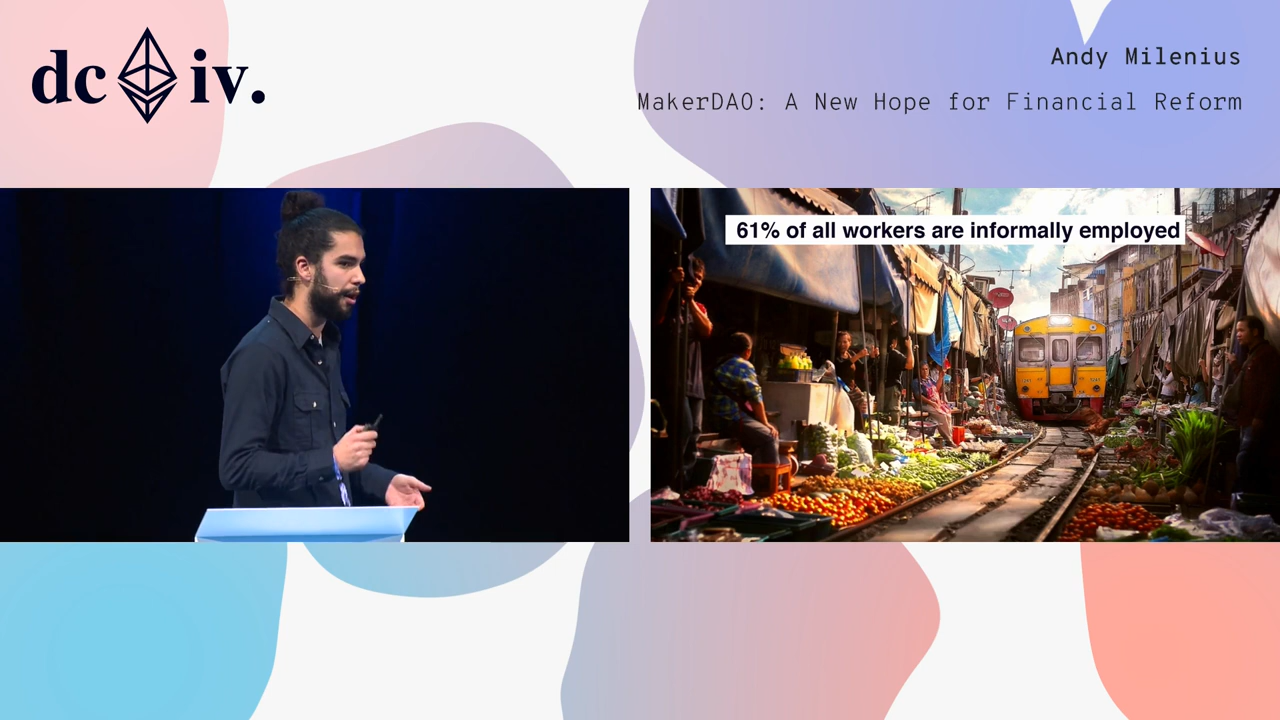 dc iv.
Andy Milenius
MakerDAO: A New Hope for Financial Reform
61% of all workers are informally employed